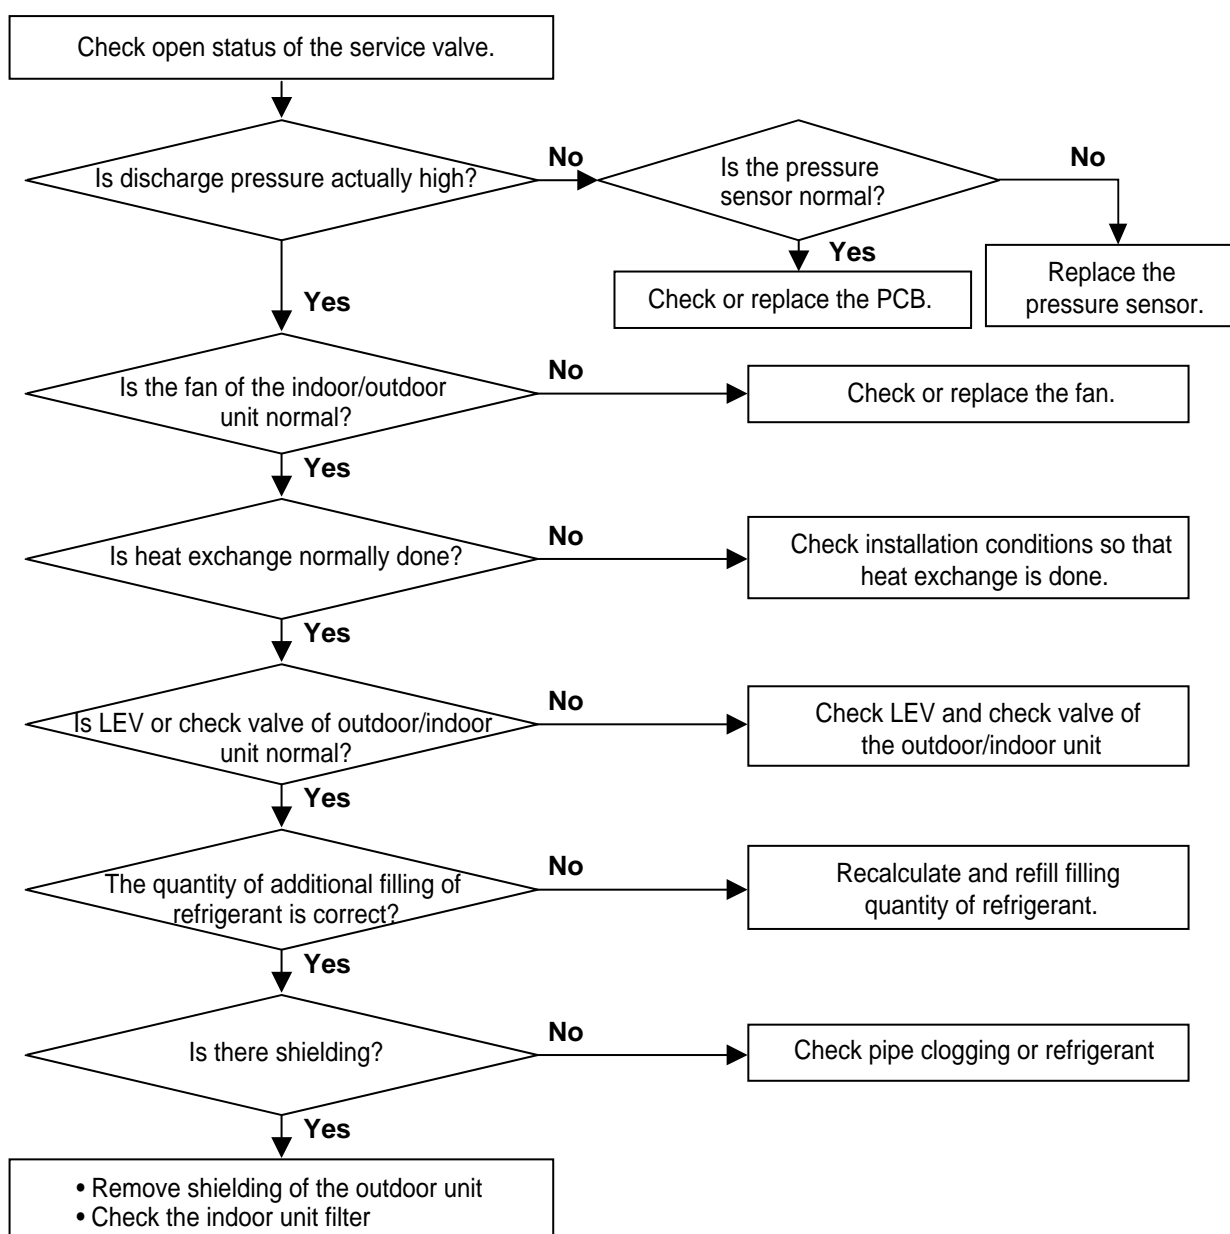 Check open status of the service valve.
Is discharge pressure actually high?
No
Is the pressure
sensor normal?
No
Yes
Check or replace the PCB.
Replace the
pressure sensor.
Yes
Is the fan of the indoor/outdoor
unit normal?
No
Check or replace the fan.
Yes
Is heat exchange normally done?
No
Check installation conditions so that
heat exchange is done.
Yes
Is LEV or check valve of outdoor/indoor
unit normal?
No
Check LEV and check valve of
the outdoor/indoor unit
Yes
The quantity of additional filling of
refrigerant is correct?
No
Recalculate and refill filling
quantity of refrigerant.
Yes
Is there shielding?
No
Check pipe clogging or refrigerant
Yes
• Remove shielding of the outdoor unit
• Check the indoor unit filter